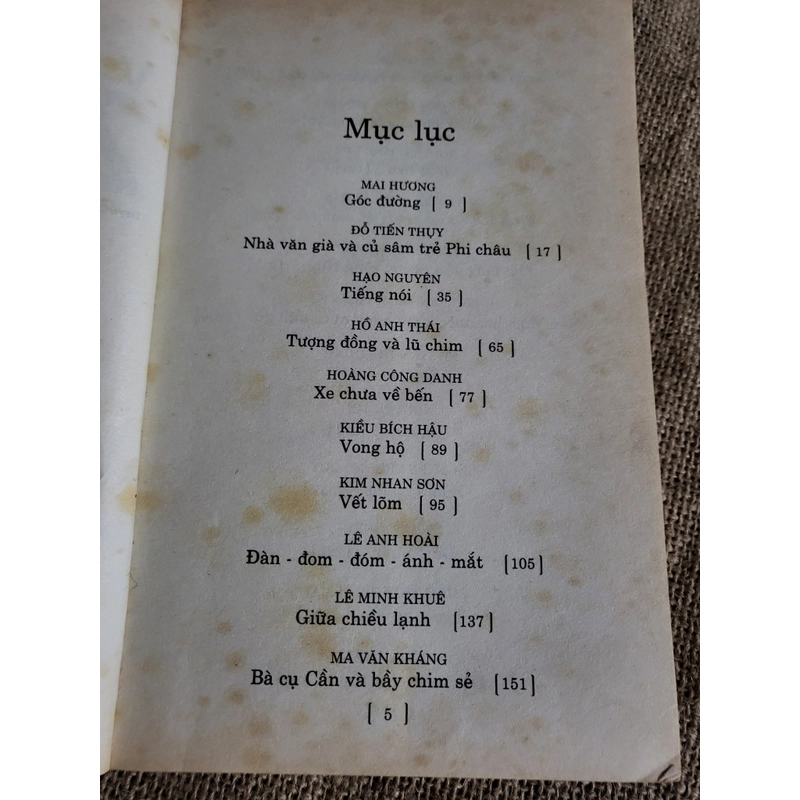 Mục lục
MAI HƯƠNG
Góc đường [ 9 ]
ĐỖ TIẾN THỤY
Nhà văn già và củ sâm trẻ Phi châu [ 17 ]
HẠO NGUYÊN
Tiếng nói [ 35 ]
HỒ ANH THÁI
Tượng đồng và lũ chim [ 65 ]
HOÀNG CÔNG DANH
Xe chưa về bến [ 77 ]
KIỀU BÍCH HẬU
Vong hộ [ 89 ]
KIM NHAN SƠN
Vết lõm [ 95 ]
LÊ ANH HOÀI
Đàn - đom - đóm - ánh - mắt [105]
LÊ MINH KHUÊ
Giữa chiều lạnh [137]
MA VĂN KHÁNG
Bà cụ Cần và bầy chim sẻ [151]
[ 5 ]